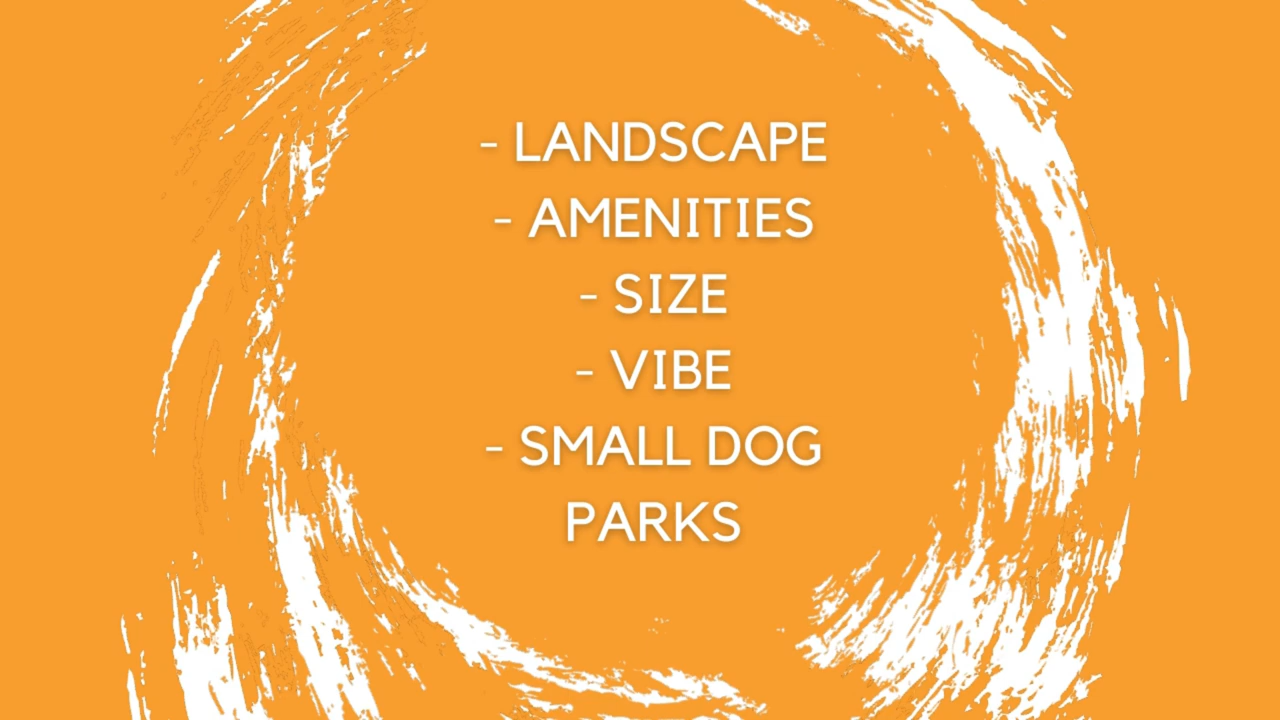 - LANDSCAPE
- AMENITIES
- SIZE
- VIBE
- SMALL DOG
PARKS